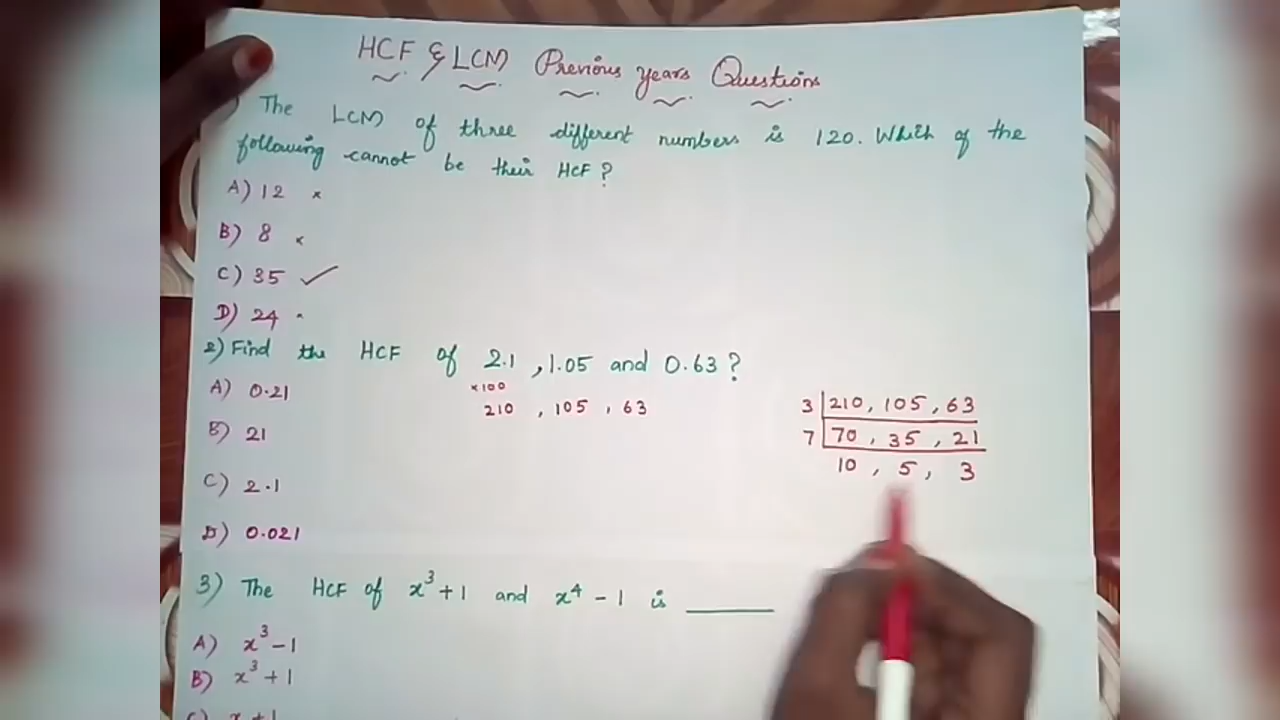 HCF & LCM Previous years Questions
) The LCM of three different numbers is 120. Which of the
following cannot be their HCF?
A) 12 ×
B) 8 ×
C) 35 ✓
D) 24
2) Find the HCF of 2.1 , 1.05 and 0.63 ?
×100
210 , 105 , 63
A) 0.21
B) 21
C) 2.1
D) 0.021
3 | 210 , 105 , 63
7 | 70 , 35 , 21
10 , 5 , 3
3) The HCF of x³ + 1 and x⁴ - 1 is ______
A) x³ - 1
B) x³ + 1
C) x + 1